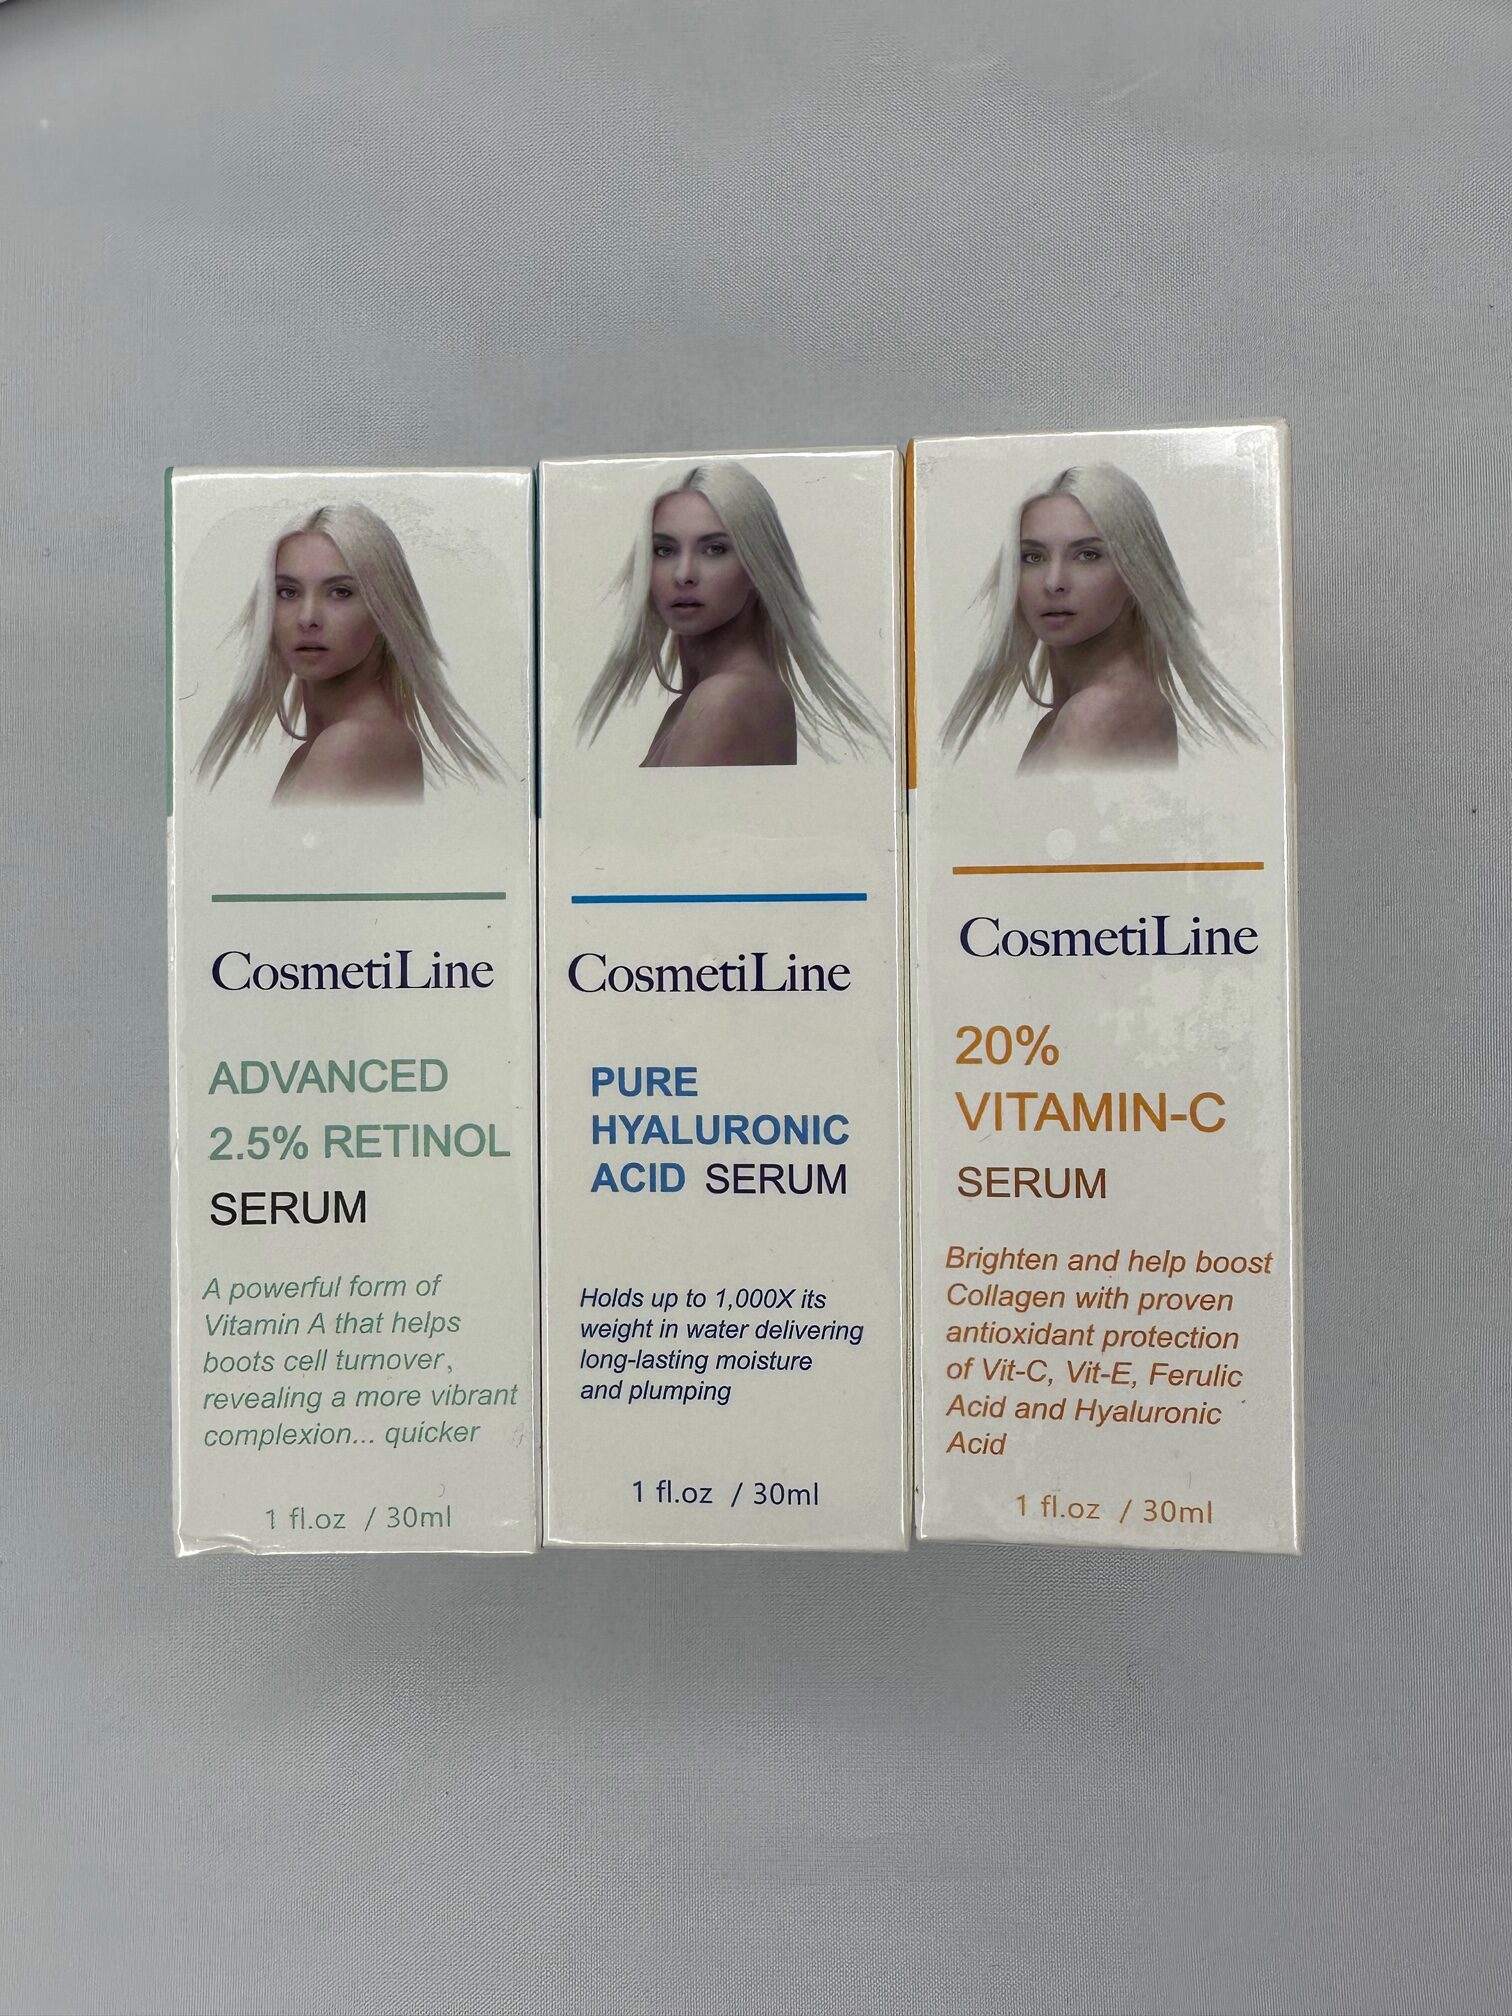 CosmetiLine
ADVANCED
2.5% RETINOL
SERUM
A powerful form of
Vitamin A that helps
boots cell turnover,
revealing a more vibrant
complexion... quicker
1 fl.oz / 30ml
CosmetiLine
PURE
HYALURONIC
ACID SERUM
Holds up to 1,000X its
weight in water delivering
long-lasting moisture
and plumping
1 fl.oz / 30ml
CosmetiLine
20%
VITAMIN-C
SERUM
Brighten and help boost
Collagen with proven
antioxidant protection
of Vit-C, Vit-E, Ferulic
Acid and Hyaluronic
Acid
1 fl.oz / 30ml